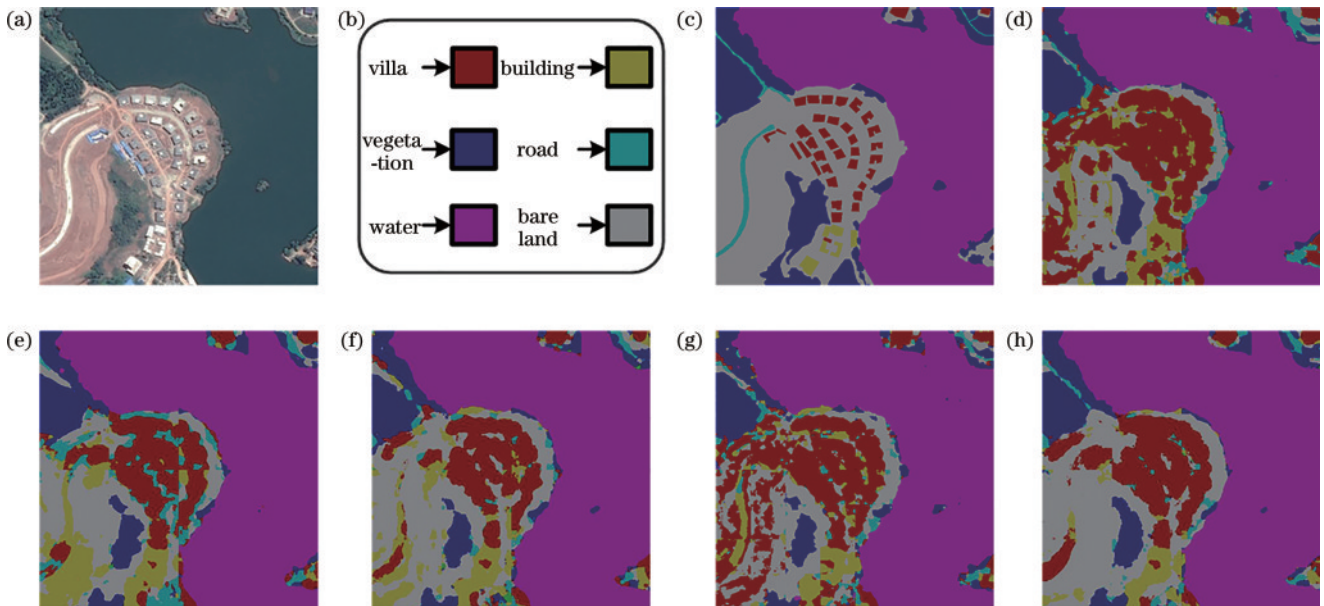 (a)
(b)
(c)
(d)
villa
building
vegeta
-tion
road
water
bare
land
(e)
(f)
(g)
(h)